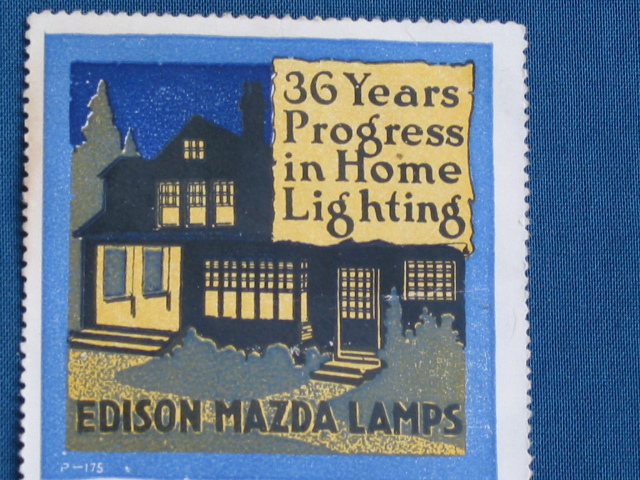 36 Years
Progress
in Home
Lighting
EDISON MAZDA LAMPS
P-175